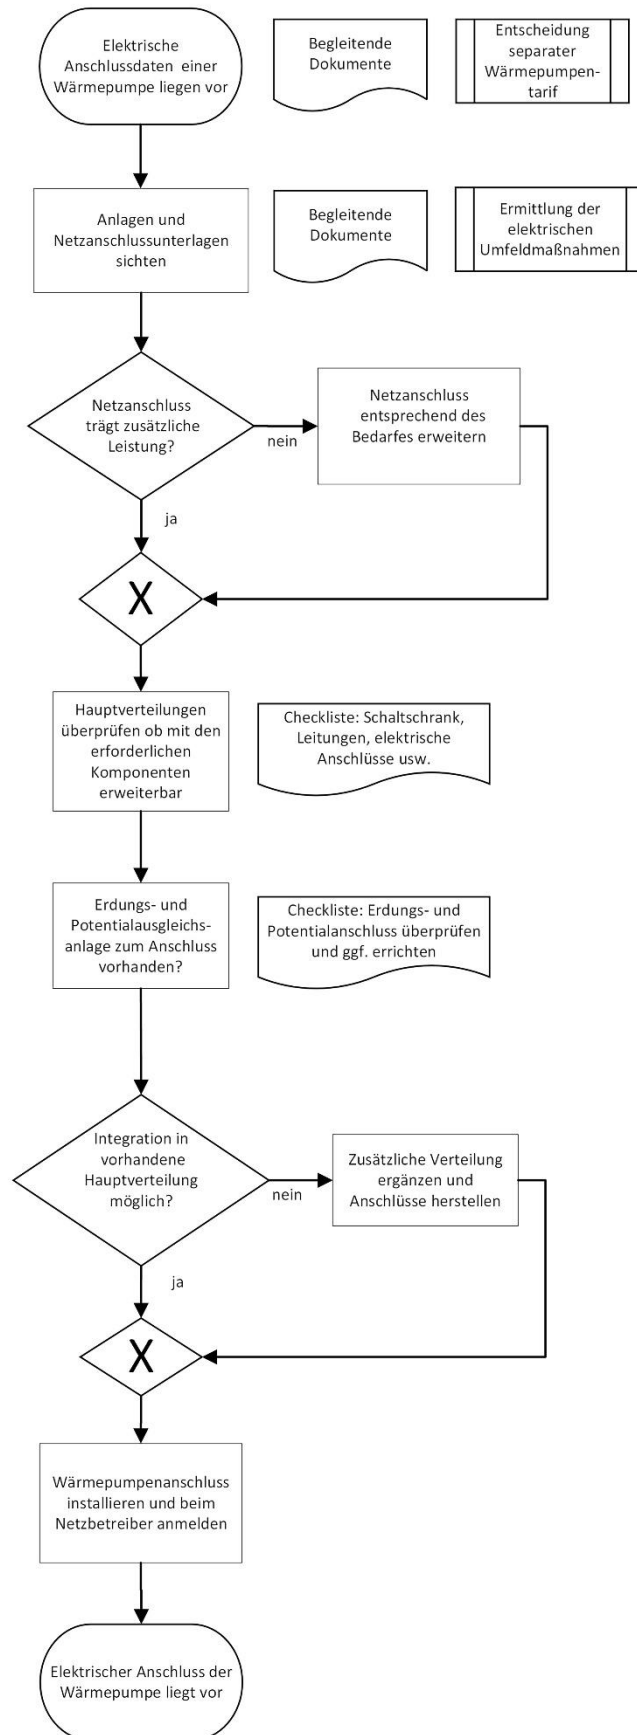 Elektrische
Anschlussdaten einer
Wärmepumpe liegen vor
Begleitende
Dokumente
Entscheidung
separater
Wärmepumpen-
tarif
Anlagen und
Netzanschlussunterlagen
sichten
Begleitende
Dokumente
Ermittlung der
elektrischen
Umfeldmaßnahmen
Netzanschluss
trägt zusätzliche
Leistung?
nein
Netzanschluss
entsprechend des
Bedarfes erweitern
ja
X
Hauptverteilungen
überprüfen ob mit den
erforderlichen
Komponenten
erweiterbar
Checkliste: Schaltschrank,
Leitungen, elektrische
Anschlüsse usw.
Erdungs- und
Potentialausgleichs-
anlage zum Anschluss
vorhanden?
Checkliste: Erdungs- und
Potentialanschluss überprüfen
und ggf. errichten
Integration in
vorhandene
Hauptverteilung
möglich?
nein
Zusätzliche Verteilung
ergänzen und
Anschlüsse herstellen
ja
X
Wärmepumpenanschluss
installieren und beim
Netzbetreiber anmelden
Elektrischer Anschluss der
Wärmepumpe liegt vor